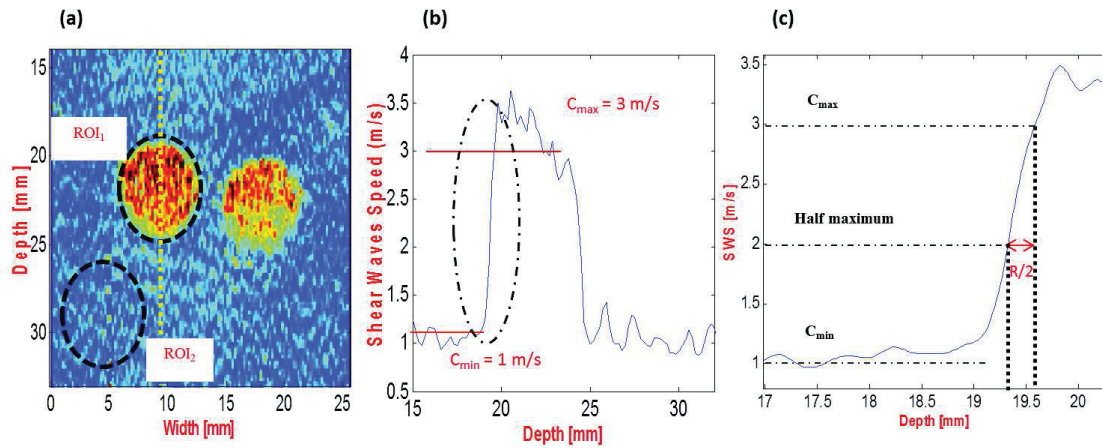 (a)
15
20
25
30
Depth [mm]
ROI1
ROI2
0
5
10
15
20
25
Width [mm]
(b)
4
3.5
3
2.5
2
1.5
1
0.5
Shear Waves Speed (m/s)
Cmax = 3 m/s
Cmin = 1 m/s
15
20
25
30
Depth [mm]
(c)
3.5
3
2.5
2
1.5
1
SWS [m/s]
Cmax
Half maximum
R/2
Cmin
17
17.5
18
18.5
19
19.5
20
Depth [mm]